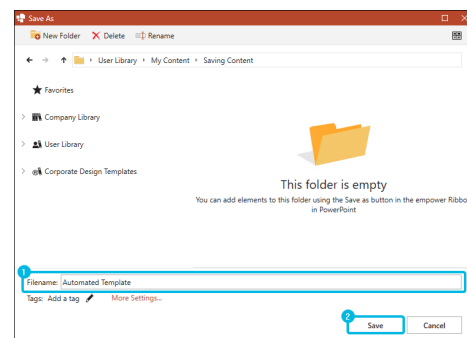 Save As
New Folder Delete Rename
User Library My Content Saving Content
Favorites
Company Library
User Library
Corporate Design Templates
This folder is empty
You can add elements to this folder using the Save as button in the empower Ribbo
in PowerPoint
1
Filename: Automated Template
Tags: Add a tag More Settings...
2
Save Cancel